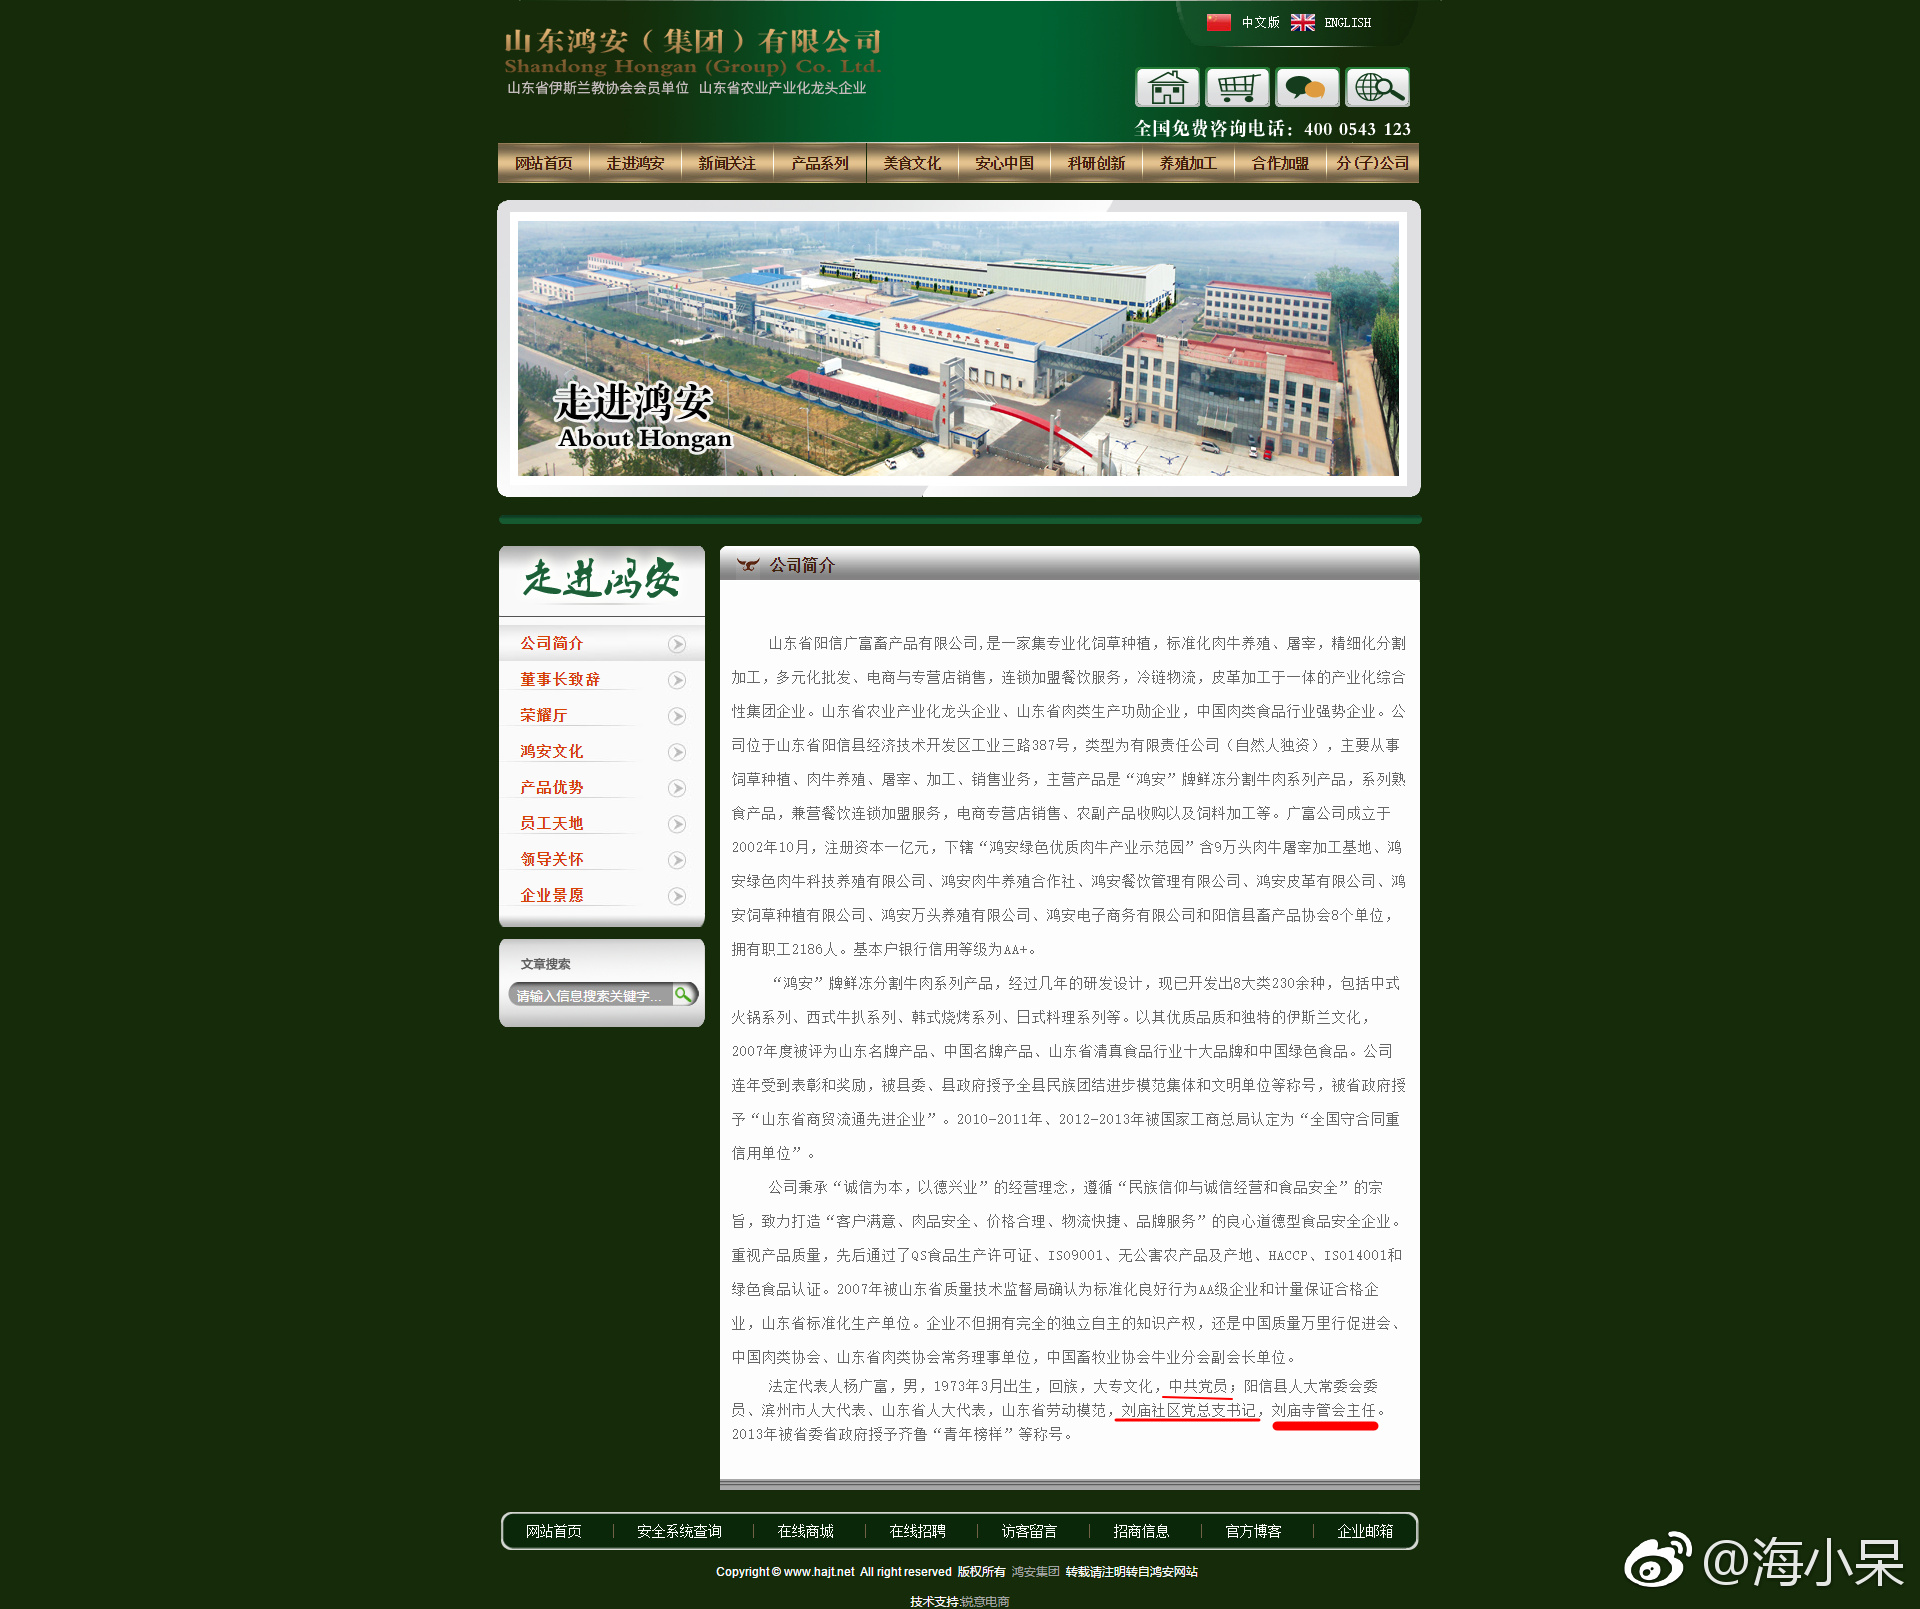 山东鸿安（集团）有限公司
Shandong Hongan (Group) Co. Ltd.
山东省伊斯兰教协会会员单位 山东省农业产业化龙头企业
中文版 ENGLISH
全国免费咨询电话：400 0543 123
网站首页 走进鸿安 新闻关注 产品系列 美食文化 安心中国 科研创新 养殖加工 合作加盟 分(子)公司
走进鸿安
About Hongan
走进鸿安
公司简介
董事长致辞
荣耀厅
鸿安文化
产品优势
员工天地
领导关怀
企业景愿
文章搜索
请输入信息搜索关键字...
公司简介
山东省阳信广富畜产品有限公司,是一家集专业化饲草种植，标准化肉牛养殖、屠宰，精细化分割
加工，多元化批发、电商与专营店销售，连锁加盟餐饮服务，冷链物流，皮革加工于一体的产业化综合
性集团企业。山东省农业产业化龙头企业、山东省肉类生产功勋企业，中国肉类食品行业强势企业。公
司位于山东省阳信县经济技术开发区工业三路387号，类型为有限责任公司（自然人独资），主要从事
饲草种植、肉牛养殖、屠宰、加工、销售业务，主营产品是“鸿安”牌鲜冻分割牛肉系列产品，系列熟
食产品，兼营餐饮连锁加盟服务，电商专营店销售、农副产品收购以及饲料加工等。广富公司成立于
2002年10月，注册资本一亿元，下辖“鸿安绿色优质肉牛产业示范园”含9万头肉牛屠宰加工基地、鸿
安绿色肉牛科技养殖有限公司、鸿安肉牛养殖合作社、鸿安餐饮管理有限公司、鸿安皮革有限公司、鸿
安饲草种植有限公司、鸿安万头养殖有限公司、鸿安电子商务有限公司和阳信县畜产品协会8个单位，
拥有职工2186人。基本户银行信用等级为AA+。
“鸿安”牌鲜冻分割牛肉系列产品，经过几年的研发设计，现已开发出8大类230余种，包括中式
火锅系列、西式牛扒系列、韩式烧烤系列、日式料理系列等。以其优质品质和独特的伊斯兰文化，
2007年度被评为山东名牌产品、中国名牌产品、山东省清真食品行业十大品牌和中国绿色食品。公司
连年受到表彰和奖励，被县委、县政府授予全县民族团结进步模范集体和文明单位等称号，被省政府授
予“山东省商贸流通先进企业”。2010-2011年、2012-2013年被国家工商总局认定为“全国守合同重
信用单位”。
公司秉承“诚信为本，以德兴业”的经营理念，遵循“民族信仰与诚信经营和食品安全”的宗
旨，致力打造“客户满意、肉品安全、价格合理、物流快捷、品牌服务”的良心道德型食品安全企业。
重视产品质量，先后通过了QS食品生产许可证、ISO9001、无公害农产品及产地、HACCP、ISO14001和
绿色食品认证。2007年被山东省质量技术监督局确认为标准化良好行为AA级企业和计量保证合格企
业，山东省标准化生产单位。企业不但拥有完全的独立自主的知识产权，还是中国质量万里行促进会、
中国肉类协会、山东省肉类协会常务理事单位，中国畜牧业协会牛业分会副会长单位。
法定代表人杨广富，男，1973年3月出生，回族，大专文化，中共党员；阳信县人大常委会委
员、滨州市人大代表、山东省人大代表，山东省劳动模范，刘庙社区党总支书记，刘庙寺管会主任。
2013年被省委省政府授予齐鲁“青年榜样”等称号。
网站首页 安全系统查询 在线商城 在线招聘 访客留言 招商信息 官方博客 企业邮箱
Copyright © www.hajt.net All right reserved 版权所有 鸿安集团 转载请注明转自鸿安网站
技术支持:锐意电商
@海小呆